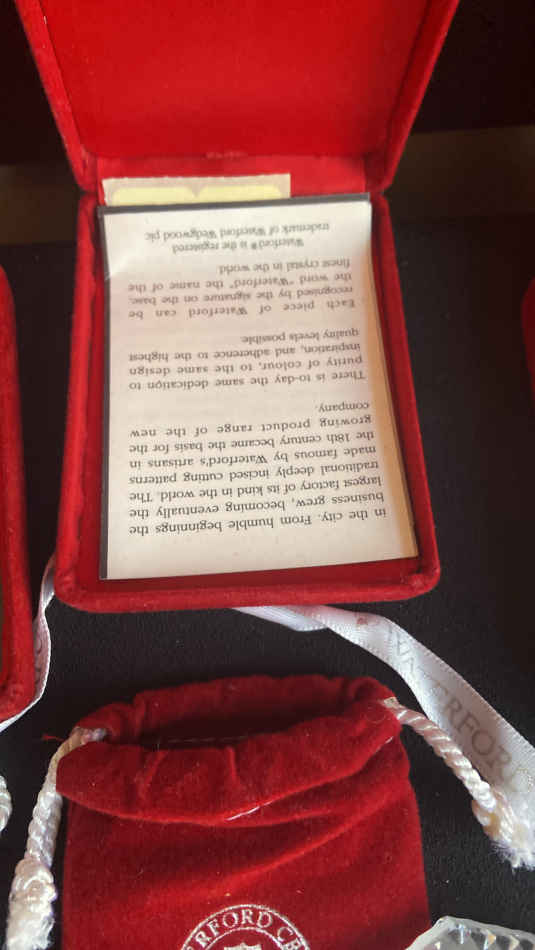 in the city. From humble beginnings the
business grew, becoming eventually the
largest factory of its kind in the world. The
traditional deeply incised cutting patterns
made famous by Waterford's artisans in
the 18th century became the basis for the
growing product range of the new
company.
There is to-day the same dedication to
purity of colour, to the same design
inspiration, and adherence to the highest
quality levels possible.
Each piece of Waterford can be
recognised by the signature on the base,
the word "Waterford" the name of the
finest crystal in the world.
Waterford® is the registered
trademark of Waterford Wedgwood plc
WATERFORD